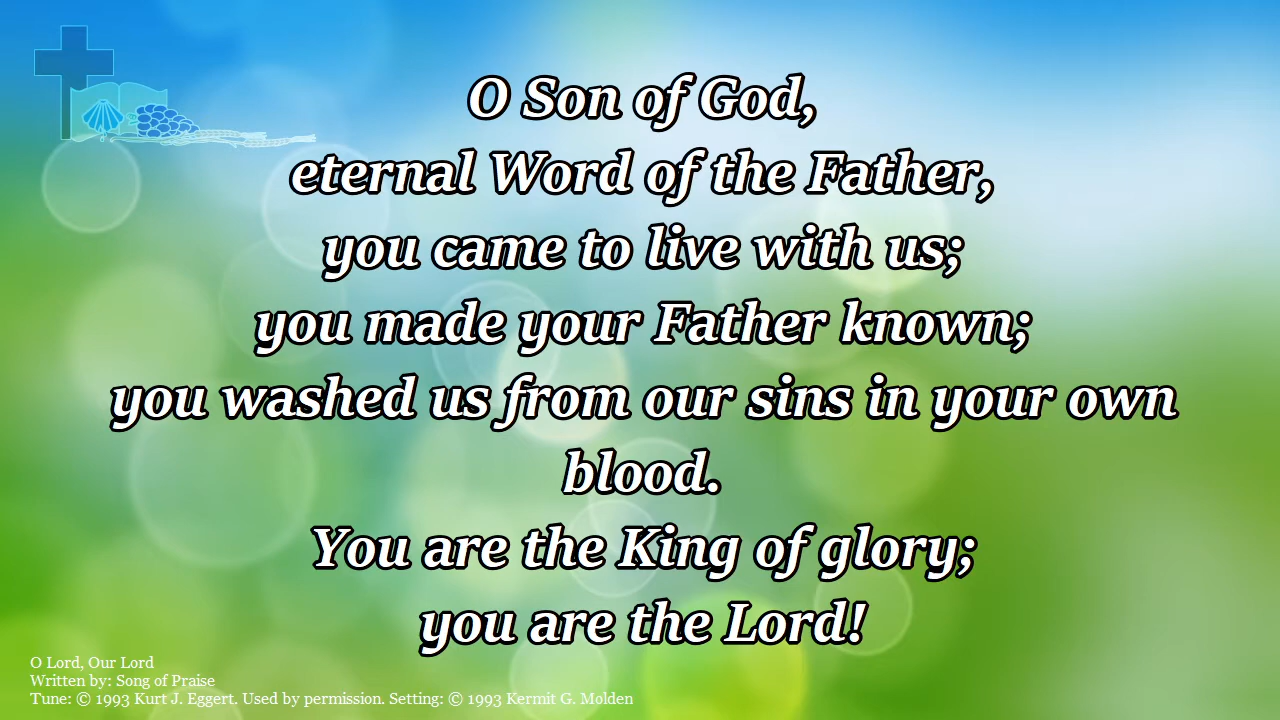 O Son of God,
eternal Word of the Father,
you came to live with us;
you made your Father known;
you washed us from our sins in your own
blood.
You are the King of glory;
you are the Lord!
O Lord, Our Lord
Written by: Song of Praise
Tune: © 1993 Kurt J. Eggert. Used by permission. Setting: © 1993 Kermit G. Molden